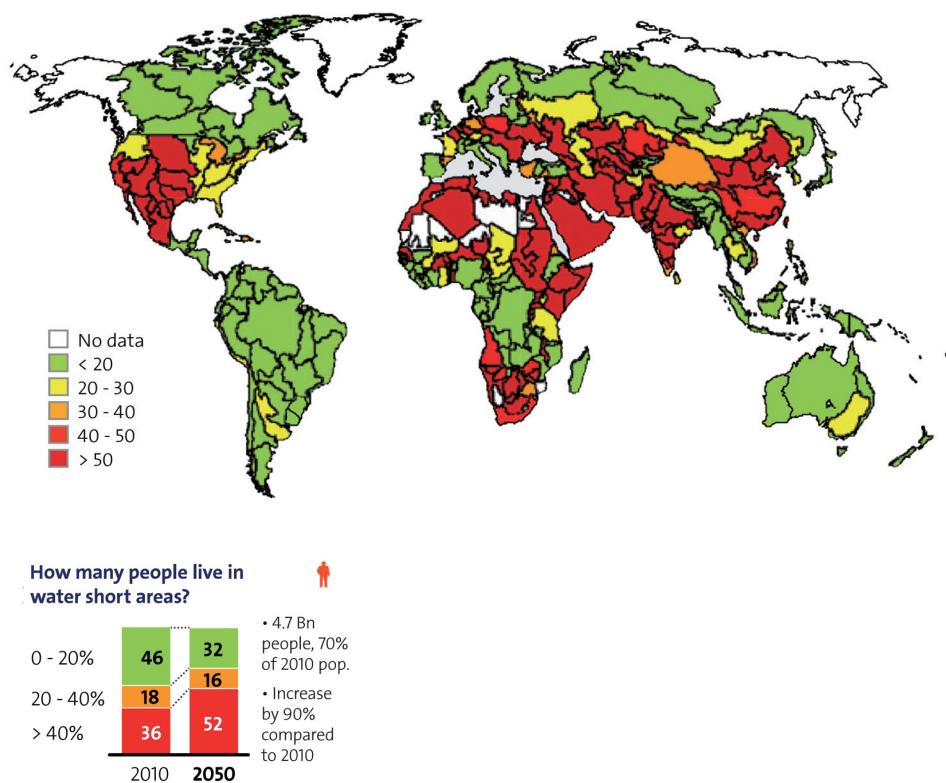 No data
< 20
20 - 30
30 - 40
40 - 50
> 50
How many people live in
water short areas?
0 - 20%
20 - 40%
> 40%
46
18
36
32
16
52
2010
2050
• 4.7 Bn
people, 70%
of 2010 pop.
• Increase
by 90%
compared
to 2010